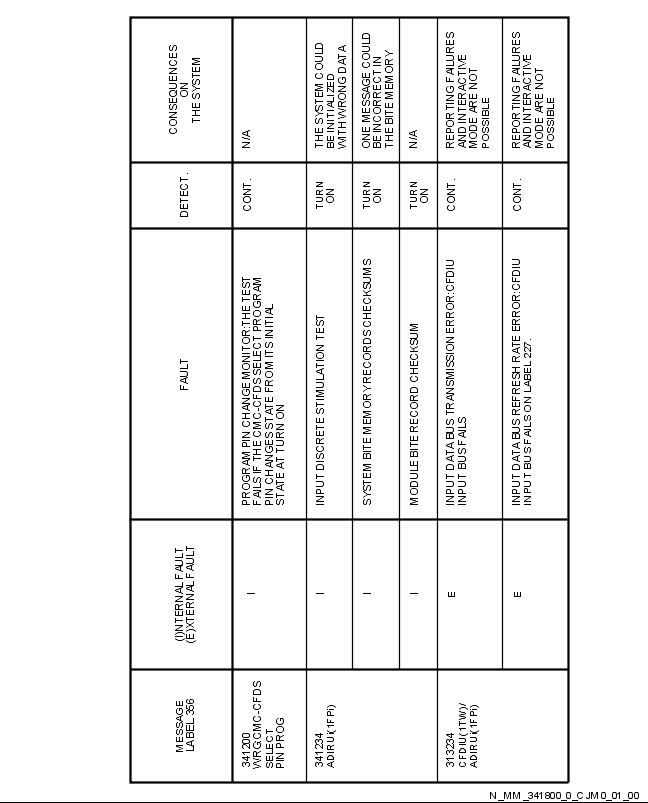 MESSAGE
LABEL 356
(I)NTERNAL FAULT
(E)XTERNAL FAULT
FAULT
DETECT.
CONSEQUENCES
ON
THE SYSTEM
341200
WRG:CMC-CFDS
SELECT
PIN PROG
I
PROGRAM PIN CHANGE MONITOR:THE TEST
FAILS IF THE CMC-CFDS SELECT PROGRAM
PIN CHANGES STATE FROM ITS INITIAL
STATE AT TURN ON
CONT.
N/A
341234
ADIRUi(1FPi)
I
INPUT DISCRETE STIMULATION TEST
TURN
ON
THE SYSTEM COULD
BE INITIALIZED
WITH WRONG DATA
I
SYSTEM BITE MEMORY RECORDS CHECKSUMS
TURN
ON
ONE MESSAGE COULD
BE INCORRECT IN
THE BITE MEMORY
I
MODULE BITE RECORD CHECKSUM
TURN
ON
N/A
313234
CFDIU(1TW)/
ADIRUi(1FPi)
E
INPUT DATA BUS TRANSMISSION ERROR:CFDIU
INPUT BUS FAILS
CONT.
REPORTING FAILURES
AND INTERACTIVE
MODE ARE NOT
POSSIBLE
E
INPUT DATA BUS REFRESH RATE ERROR:CFDIU
INPUT BUS FAILS ON LABEL 227.
CONT.
REPORTING FAILURES
AND INTERACTIVE
MODE ARE NOT
POSSIBLE
N_MM_341800_0_CJM0_01_00